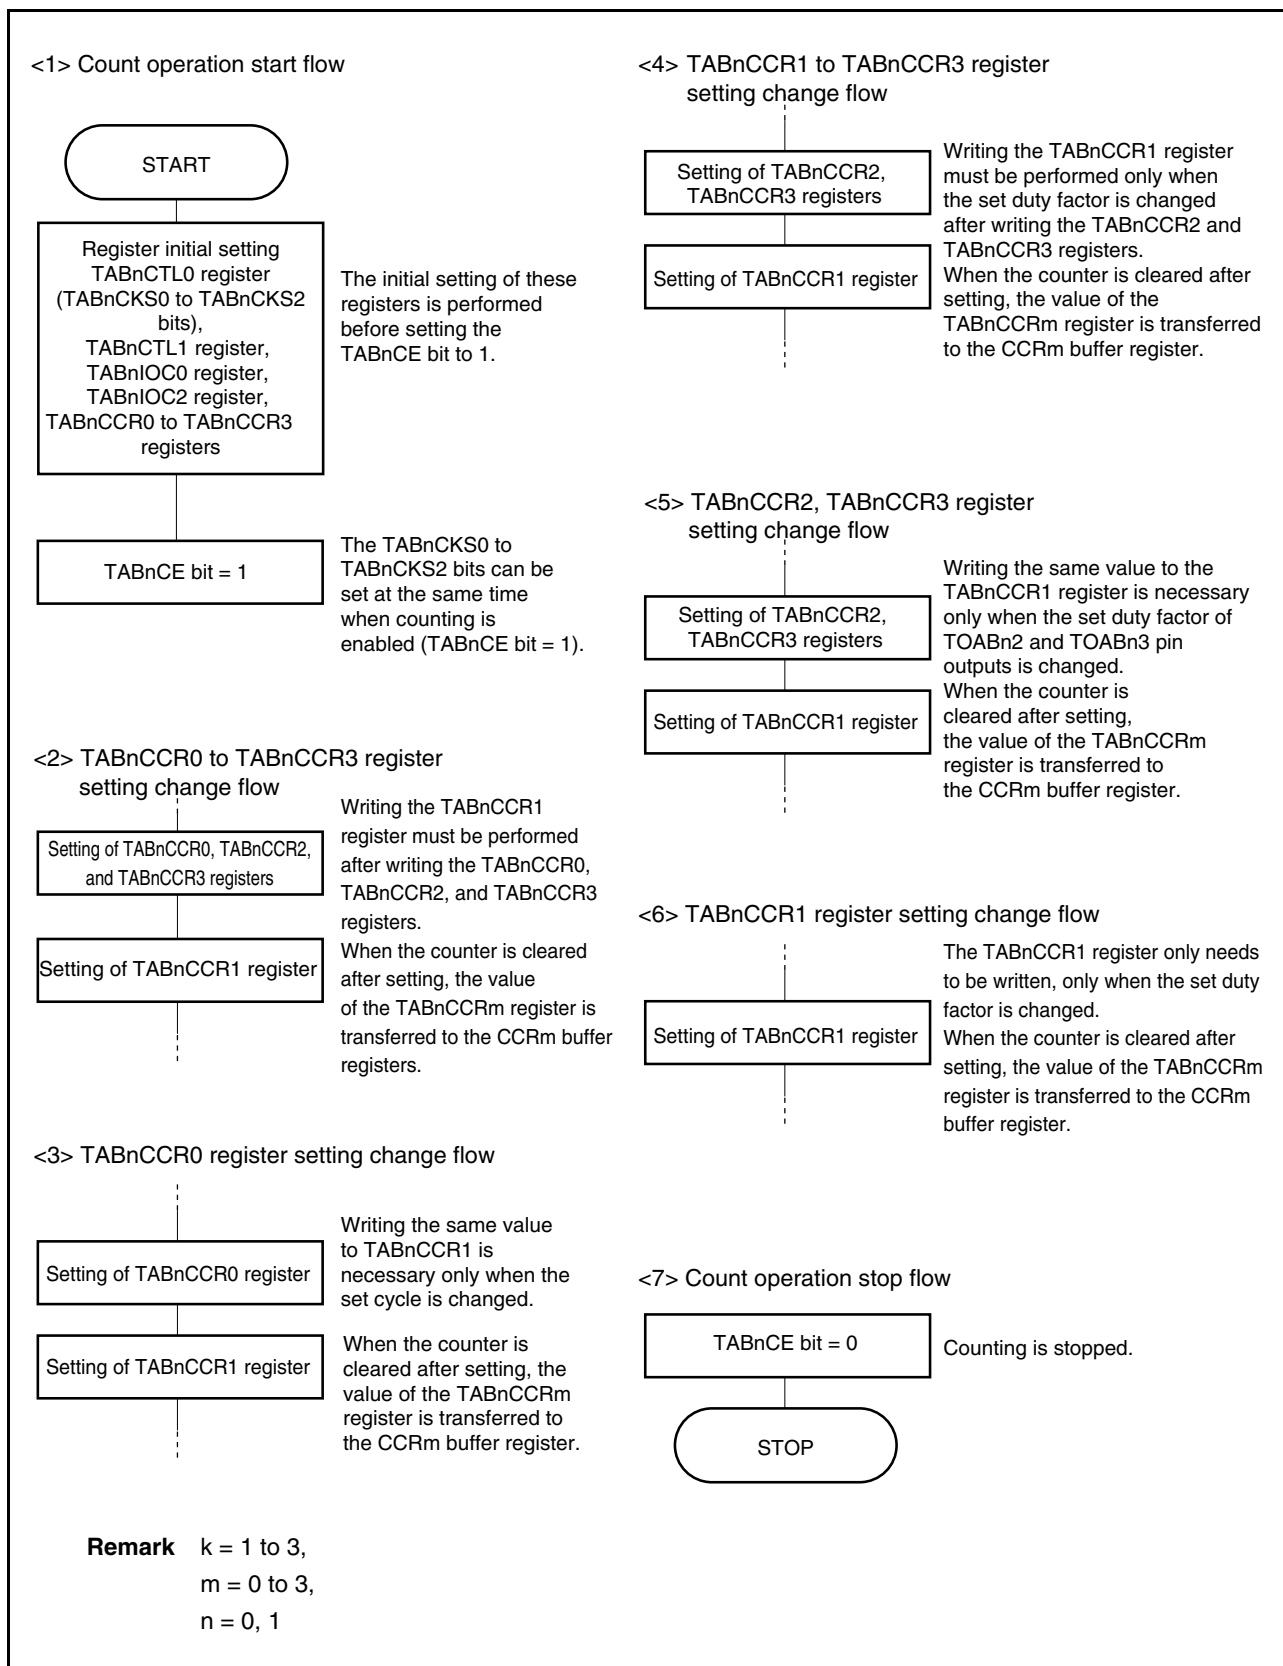 <1> Count operation start flow
START
Register initial setting
TABnCTL0 register
(TABnCKS0 to TABnCKS2
bits),
TABnCTL1 register,
TABnIOC0 register,
TABnIOC2 register,
TABnCCR0 to TABnCCR3
registers
The initial setting of these
registers is performed
before setting the
TABnCE bit to 1.
TABnCE bit = 1
The TABnCKS0 to
TABnCKS2 bits can be
set at the same time
when counting is
enabled (TABnCE bit = 1).
<2> TABnCCR0 to TABnCCR3 register
setting change flow
Setting of TABnCCR0, TABnCCR2,
and TABnCCR3 registers
Setting of TABnCCR1 register
Writing the TABnCCR1
register must be performed
after writing the TABnCCR0,
TABnCCR2, and TABnCCR3
registers.
When the counter is cleared
after setting, the value
of the TABnCCRm register is
transferred to the CCRm buffer
registers.
<3> TABnCCR0 register setting change flow
Setting of TABnCCR0 register
Setting of TABnCCR1 register
Writing the same value
to TABnCCR1 is
necessary only when the
set cycle is changed.
When the counter is
cleared after setting, the
value of the TABnCCRm
register is transferred to
the CCRm buffer register.
<4> TABnCCR1 to TABnCCR3 register
setting change flow
Setting of TABnCCR2,
TABnCCR3 registers
Setting of TABnCCR1 register
Writing the TABnCCR1 register
must be performed only when
the set duty factor is changed
after writing the TABnCCR2 and
TABnCCR3 registers.
When the counter is cleared after
setting, the value of the
TABnCCRm register is transferred
to the CCRm buffer register.
<5> TABnCCR2, TABnCCR3 register
setting change flow
Setting of TABnCCR2,
TABnCCR3 registers
Setting of TABnCCR1 register
Writing the same value to the
TABnCCR1 register is necessary
only when the set duty factor of
TOABn2 and TOABn3 pin
outputs is changed.
When the counter is
cleared after setting,
the value of the TABnCCRm
register is transferred to
the CCRm buffer register.
<6> TABnCCR1 register setting change flow
Setting of TABnCCR1 register
The TABnCCR1 register only needs
to be written, only when the set duty
factor is changed.
When the counter is cleared after
setting, the value of the TABnCCRm
register is transferred to the CCRm
buffer register.
<7> Count operation stop flow
TABnCE bit = 0
Counting is stopped.
STOP
Remark k = 1 to 3,
m = 0 to 3,
n = 0, 1